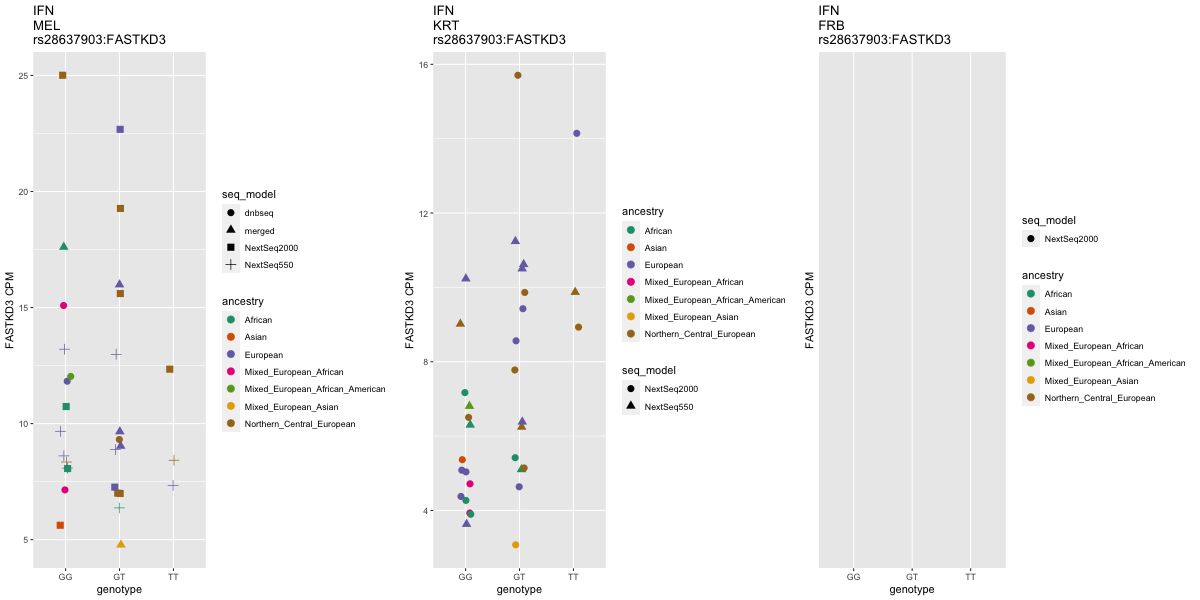 IFN
MEL
rs28637903:FASTKD3
FASTKD3 CPM
25
20
15
10
5
GG
GT
TT
genotype
seq_model
dnbseq
merged
NextSeq2000
NextSeq550
ancestry
African
Asian
European
Mixed_European_African
Mixed_European_African_American
Mixed_European_Asian
Northern_Central_European
IFN
KRT
rs28637903:FASTKD3
FASTKD3 CPM
16
12
8
4
GG
GT
TT
genotype
ancestry
African
Asian
European
Mixed_European_African
Mixed_European_African_American
Mixed_European_Asian
Northern_Central_European
seq_model
NextSeq2000
NextSeq550
IFN
FRB
rs28637903:FASTKD3
FASTKD3 CPM
GG
GT
TT
genotype
seq_model
NextSeq2000
ancestry
African
Asian
European
Mixed_European_African
Mixed_European_African_American
Mixed_European_Asian
Northern_Central_European